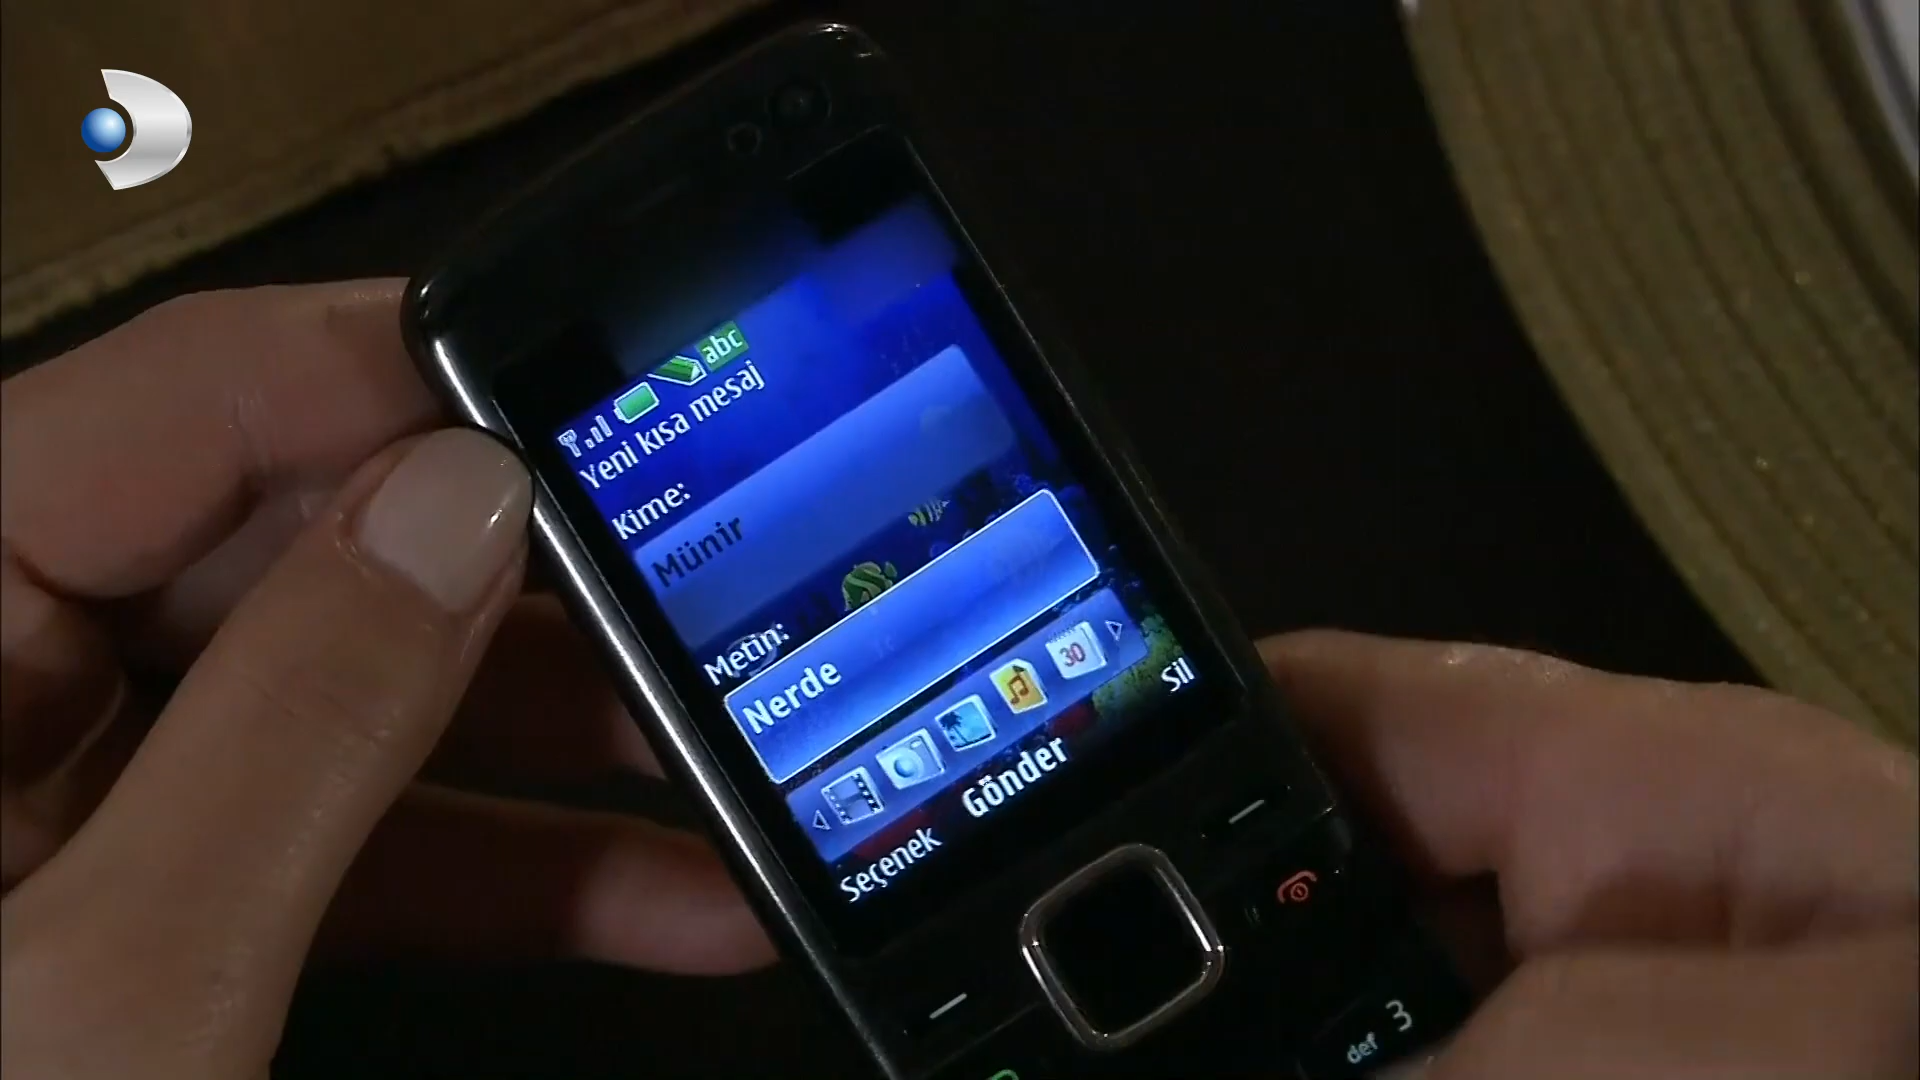 abc
Yeni kısa mesaj
Kime:
Münir
Metin:
Nerde
30
Seçenek Gönder Sil
def 3